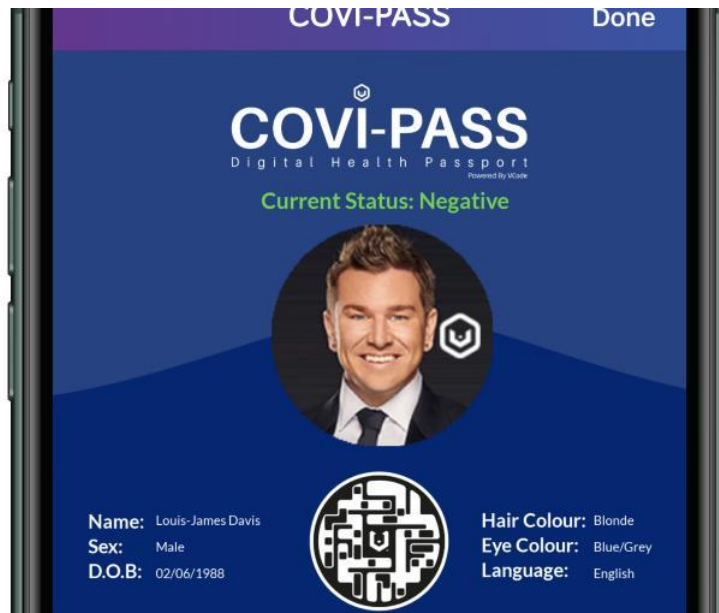 COVI-PASS
Done
COVI-PASS
Digital Health Passport
Powered By VCode
Current Status: Negative
Name: Louis-James Davis
Sex: Male
D.O.B: 02/06/1988
Hair Colour: Blonde
Eye Colour: Blue/Grey
Language: English